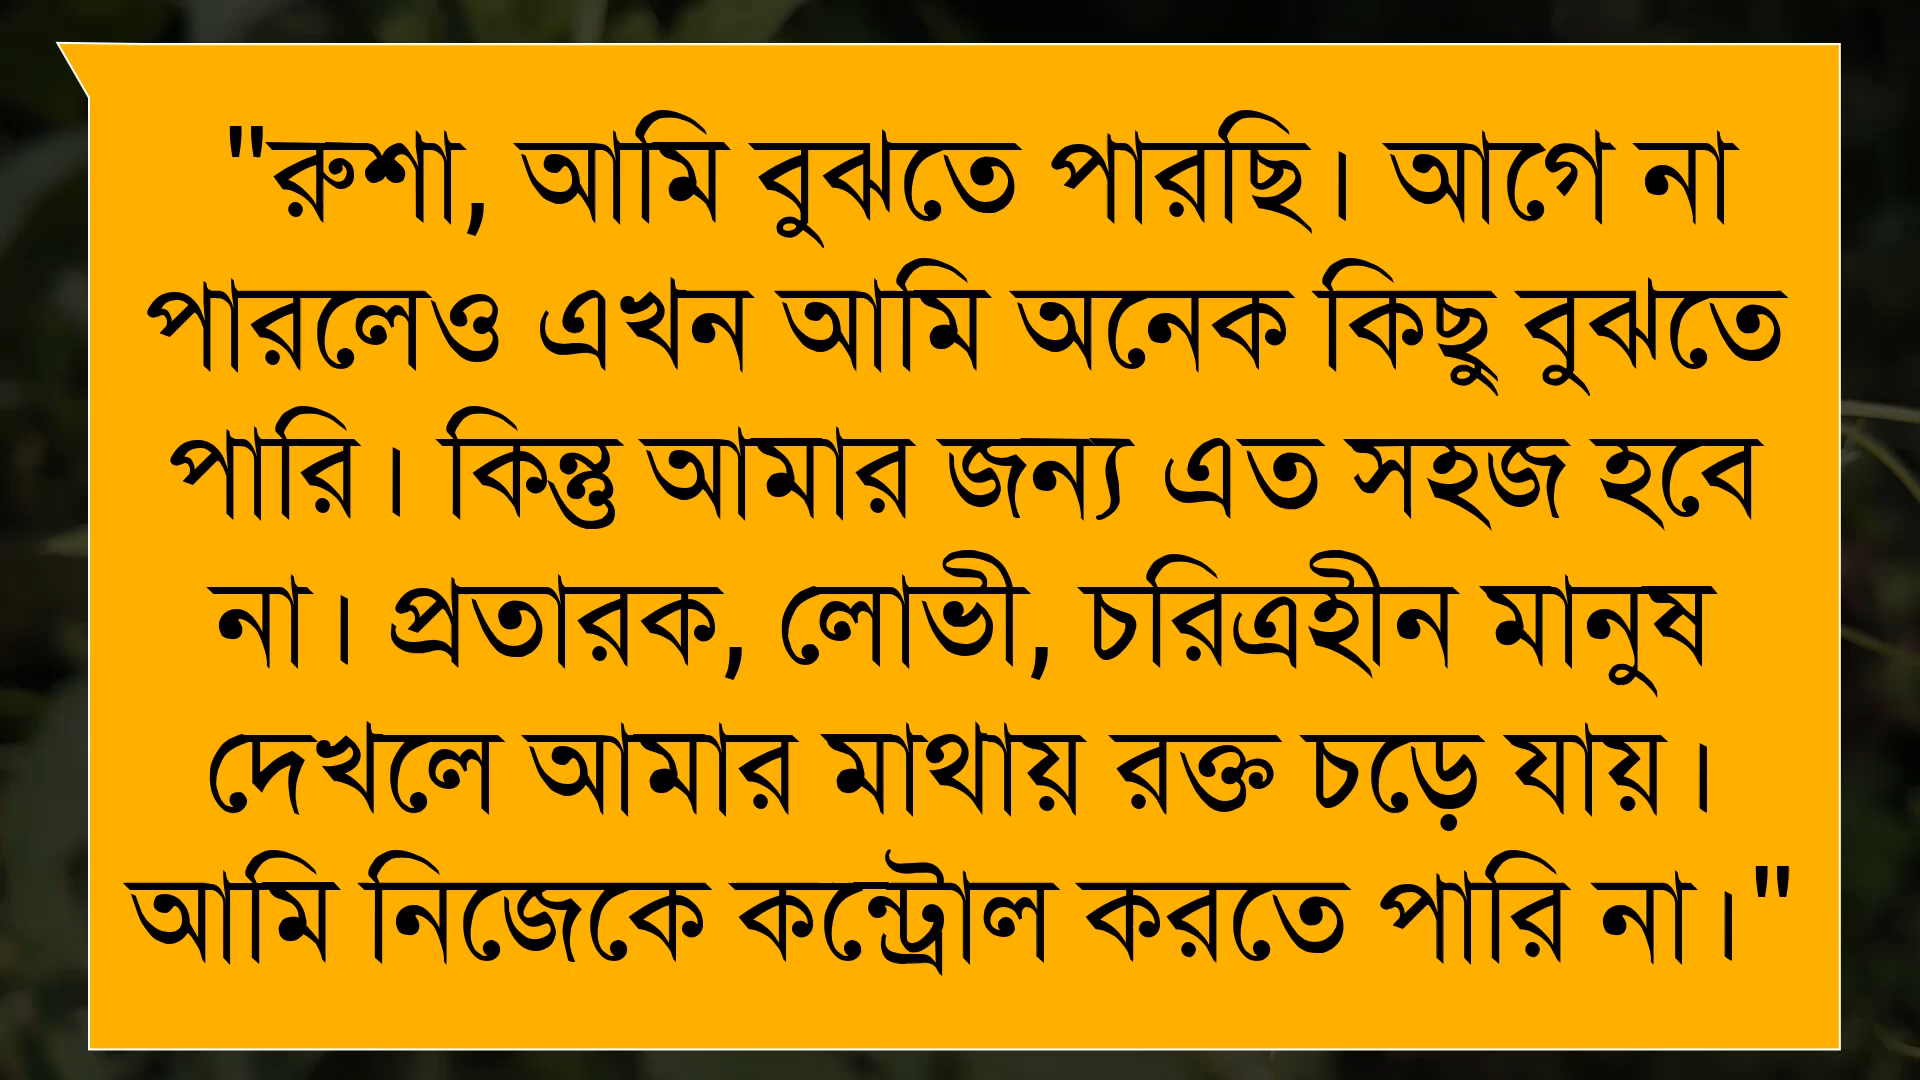 "রুশা, আমি বুঝতে পারছি। আগে না
পারলেও এখন আমি অনেক কিছু বুঝতে
পারি। কিন্তু আমার জন্য এত সহজ হবে
না। প্রতারক, লোভী, চরিত্রহীন মানুষ
দেখলে আমার মাথায় রক্ত চড়ে যায়।
আমি নিজেকে কন্ট্রোল করতে পারি না।"